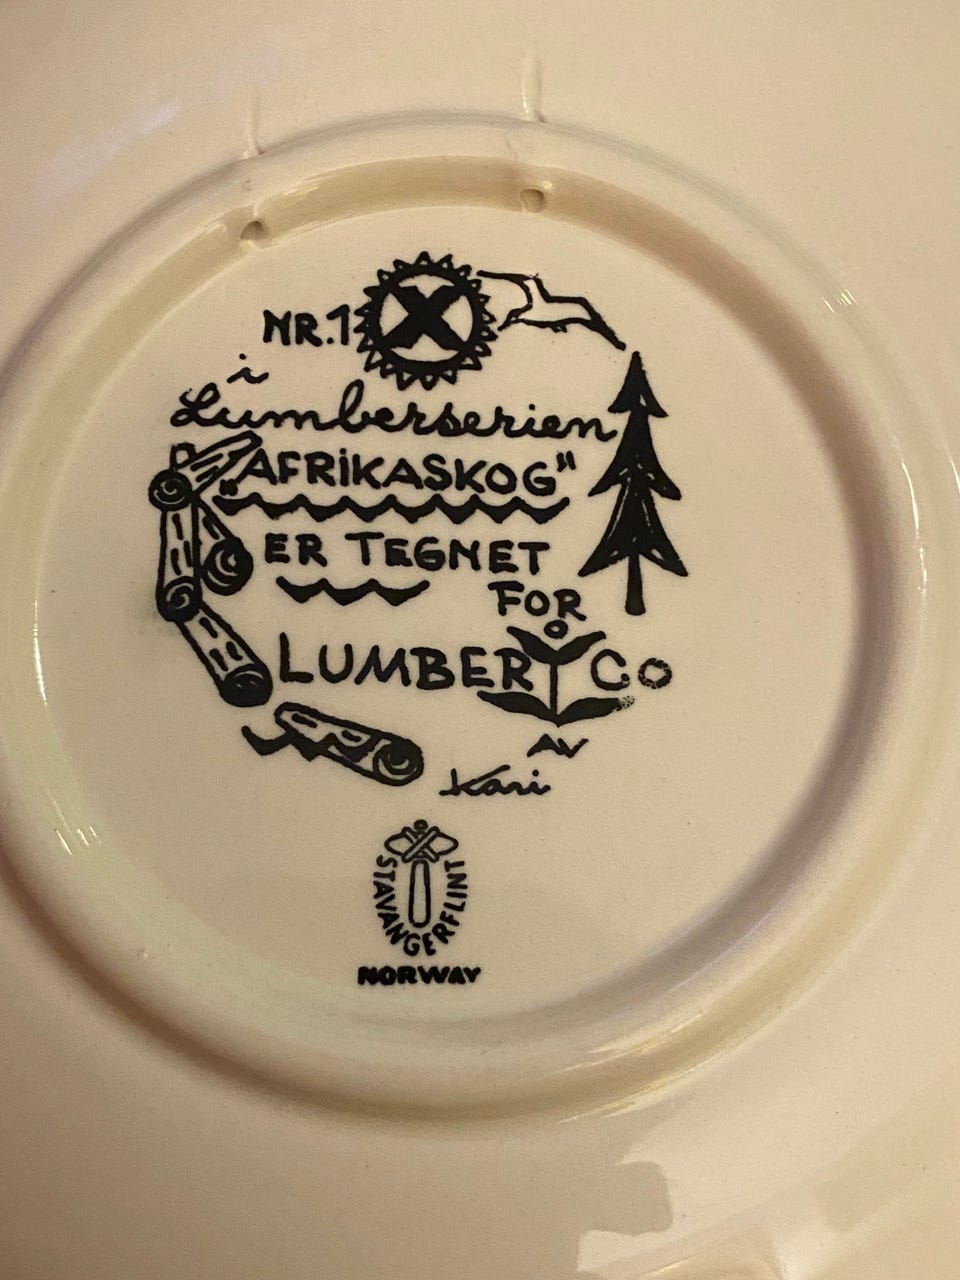 NR.1 X
i
Lumberserien
„AFRIKASKOG"
ER TEGNET
FOR
LUMBER & CO
AV
Kari
STAVANGERFLINT
NORWAY